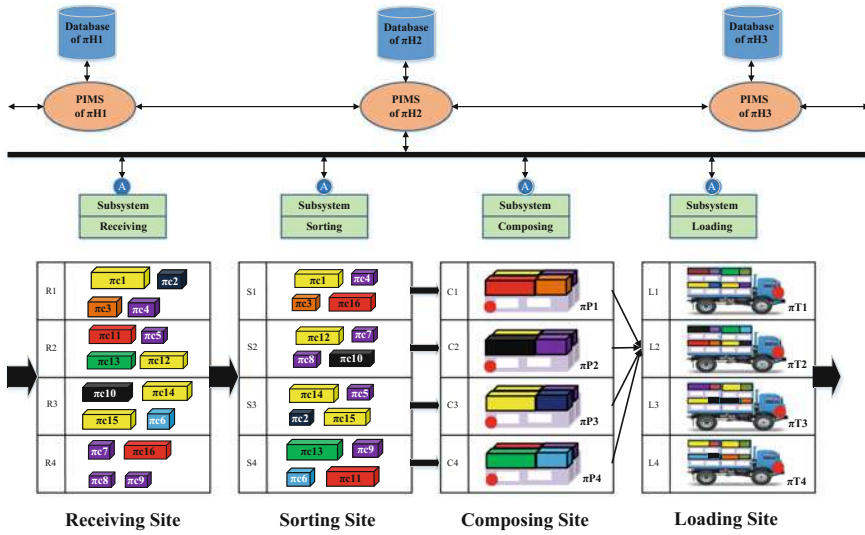 Database
of πH1
Database
of πH2
Database
of πH3
PIMS
of πH1
PIMS
of πH2
PIMS
of πH3
A
A
A
A
Subsystem
Receiving
Subsystem
Sorting
Subsystem
Composing
Subsystem
Loading
R1
πc1
πc2
πc3
πc4
R2
πc11
πc5
πc13
πc12
R3
πc10
πc14
πc15
πc6
R4
πc7
πc16
πc8
πc9
S1
πc1
πc4
πc3
πc16
S2
πc12
πc7
πc8
πc10
S3
πc14
πc5
πc2
πc15
S4
πc13
πc9
πc6
πc11
C1
πP1
C2
πP2
C3
πP3
C4
πP4
L1
πT1
L2
πT2
L3
πT3
L4
πT4
Receiving Site
Sorting Site
Composing Site
Loading Site